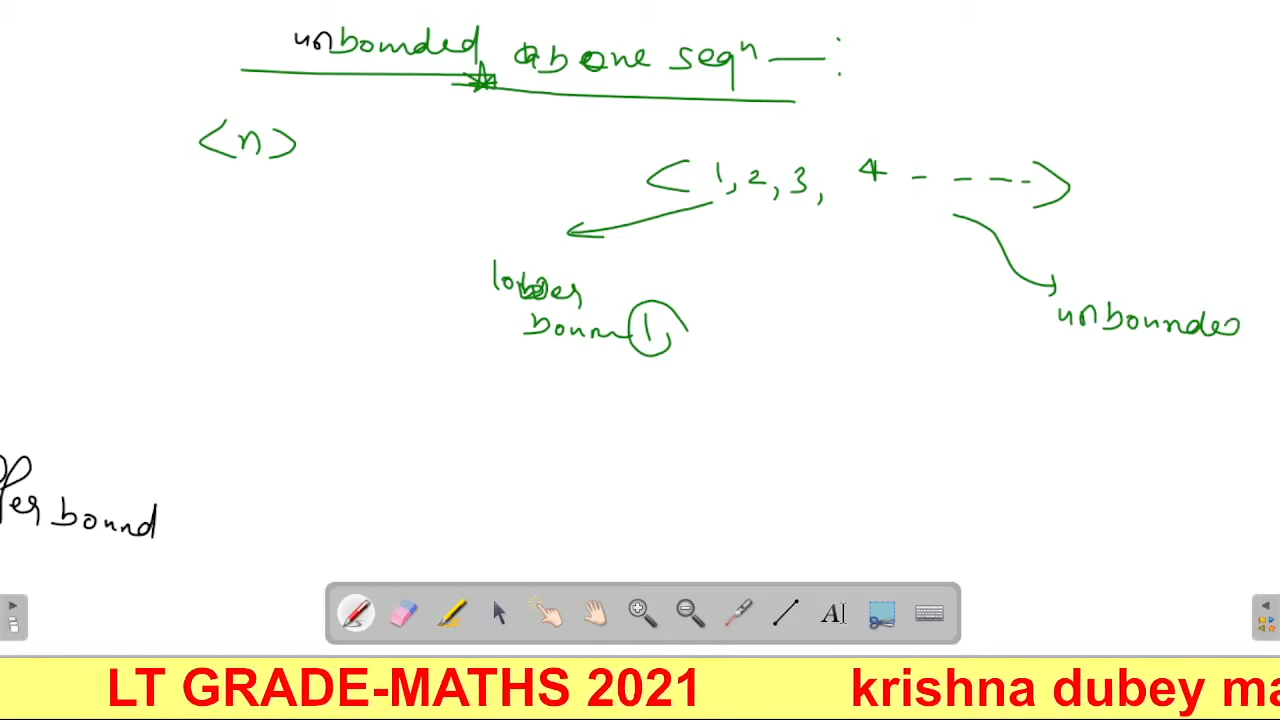 unbounded above seqⁿ — :
<n>
< 1, 2, 3, 4 - - - - >
lower
bound 1,
unbounded
per bound
LT GRADE-MATHS 2021 krishna dubey ma